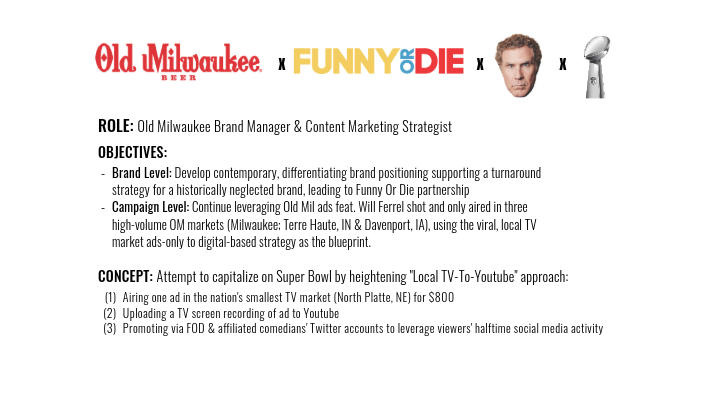 Old Milwaukee x FUNNY OR DIE x x
BEER
ROLE: Old Milwaukee Brand Manager & Content Marketing Strategist
OBJECTIVES:
- Brand Level: Develop contemporary, differentiating brand positioning supporting a turnaround
strategy for a historically neglected brand, leading to Funny Or Die partnership
- Campaign Level: Continue leveraging Old Mil ads feat. Will Ferrel shot and only aired in three
high-volume OM markets (Milwaukee; Terre Haute, IN & Davenport, IA), using the viral, local TV
market ads-only to digital-based strategy as the blueprint.
CONCEPT: Attempt to capitalize on Super Bowl by heightening "Local TV-To-Youtube" approach:
(1) Airing one ad in the nation's smallest TV market (North Platte, NE) for $800
(2) Uploading a TV screen recording of ad to Youtube
(3) Promoting via FOD & affiliated comedians' Twitter accounts to leverage viewers' halftime social media activity